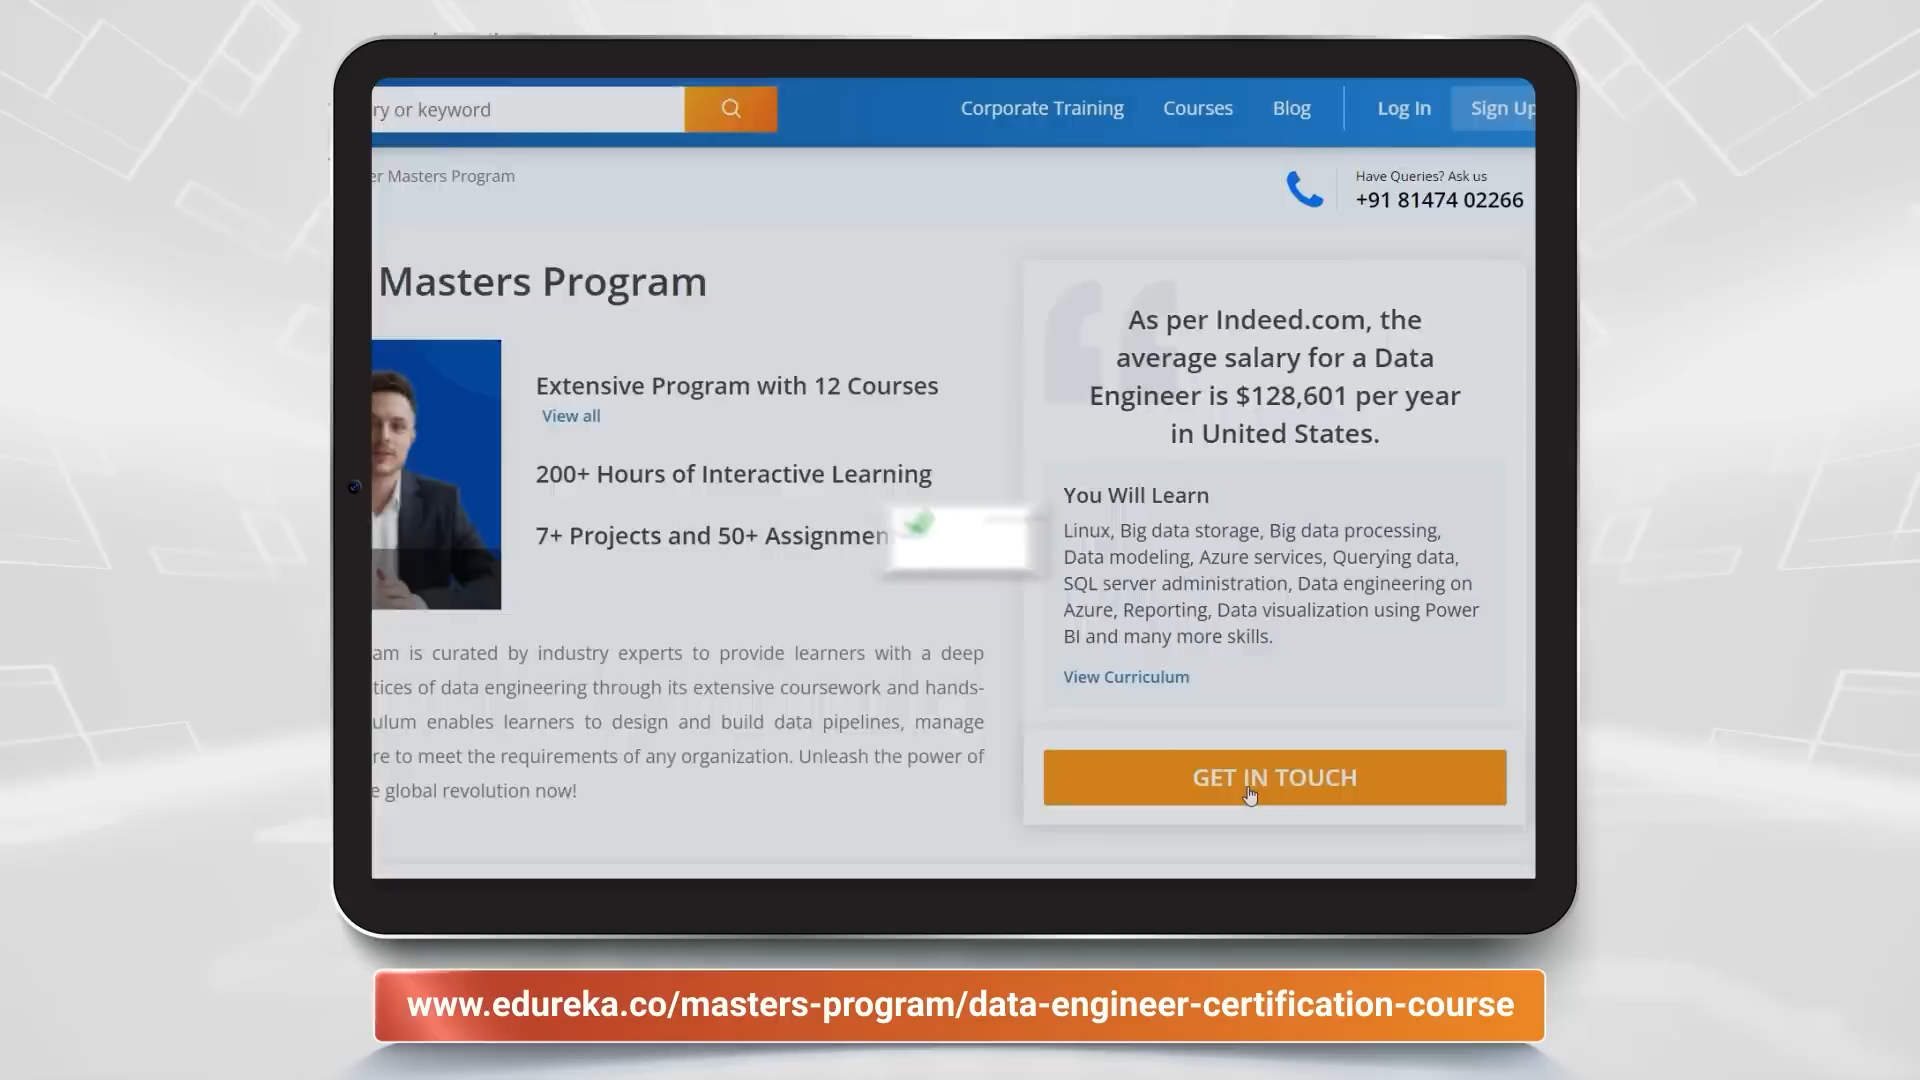 ry or keyword
Corporate Training
Courses
Blog
Log In
Sign Up
er Masters Program
Have Queries? Ask us
+91 81474 02266
Masters Program
Extensive Program with 12 Courses
View all
200+ Hours of Interactive Learning
7+ Projects and 50+ Assignmen
am is curated by industry experts to provide learners with a deep
tices of data engineering through its extensive coursework and hands-
ulum enables learners to design and build data pipelines, manage
re to meet the requirements of any organization. Unleash the power of
e global revolution now!
As per Indeed.com, the
average salary for a Data
Engineer is $128,601 per year
in United States.
You Will Learn
Linux, Big data storage, Big data processing,
Data modeling, Azure services, Querying data,
SQL server administration, Data engineering on
Azure, Reporting, Data visualization using Power
BI and many more skills.
View Curriculum
GET IN TOUCH
www.edureka.co/masters-program/data-engineer-certification-course